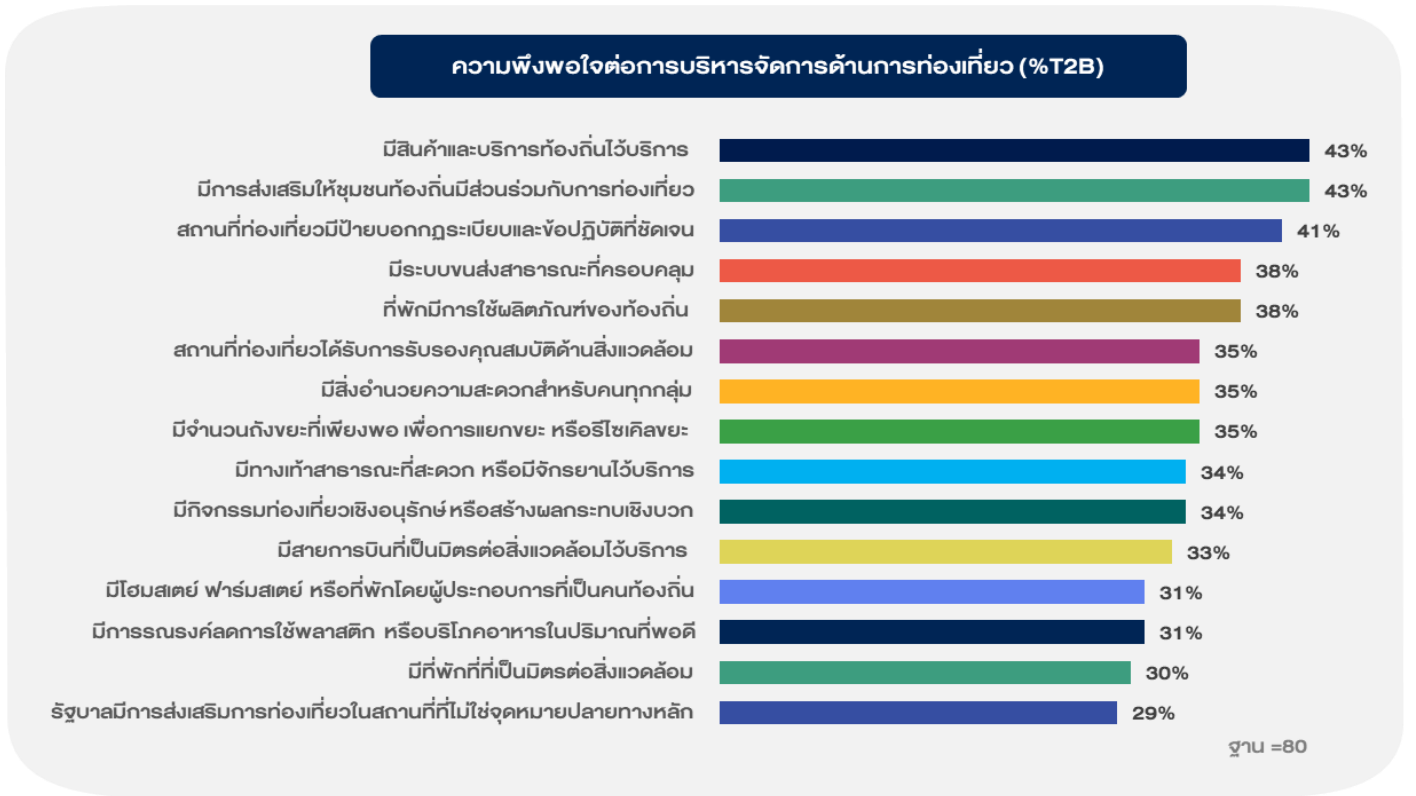 ความพึงพอใจต่อการบริหารจัดการด้านการท่องเที่ยว (%T2B)
มีสินค้าและบริการท้องถิ่นไว้บริการ 43%
มีการส่งเสริมให้ชุมชนท้องถิ่นมีส่วนร่วมกับการท่องเที่ยว 43%
สถานที่ท่องเที่ยวมีป้ายบอกกฎระเบียบและข้อปฏิบัติที่ชัดเจน 41%
มีระบบขนส่งสาธารณะที่ครอบคลุม 38%
ที่พักมีการใช้ผลิตภัณฑ์ของท้องถิ่น 38%
สถานที่ท่องเที่ยวได้รับการรับรองคุณสมบัติด้านสิ่งแวดล้อม 35%
มีสิ่งอำนวยความสะดวกสำหรับคนทุกกลุ่ม 35%
มีจำนวนถังขยะที่เพียงพอ เพื่อการแยกขยะ หรือรีไซเคิลขยะ 35%
มีทางเท้าสาธารณะที่สะดวก หรือมีจักรยานไว้บริการ 34%
มีกิจกรรมท่องเที่ยวเชิงอนุรักษ์ หรือสร้างผลกระทบเชิงบวก 34%
มีสายการบินที่เป็นมิตรต่อสิ่งแวดล้อมไว้บริการ 33%
มีโฮมสเตย์ ฟาร์มสเตย์ หรือที่พักโดยผู้ประกอบการที่เป็นคนท้องถิ่น 31%
มีการรณรงค์ลดการใช้พลาสติก หรือบริโภคอาหารในปริมาณที่พอดี 31%
มีที่พักที่ที่เป็นมิตรต่อสิ่งแวดล้อม 30%
รัฐบาลมีการส่งเสริมการท่องเที่ยวในสถานที่ที่ไม่ใช่จุดหมายปลายทางหลัก 29%
ฐาน =80